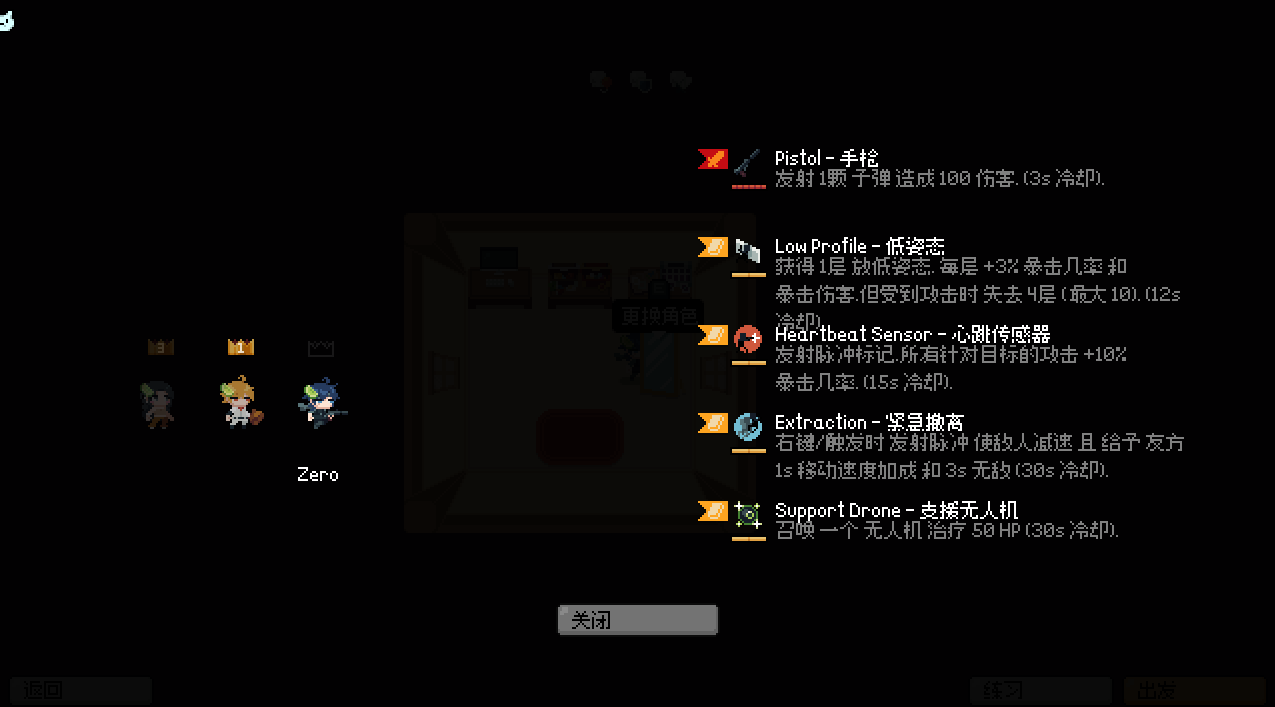 Pistol - 手枪
发射 1颗 子弹 造成 100 伤害. (3s 冷却).
Low Profile - 低姿态
获得 1层 放低姿态. 每层 +3% 暴击几率 和
暴击伤害.但受到攻击时 失去 4层 (最大 10). (12s
冷却).
更换角色
Heartbeat Sensor - 心跳传感器
发射脉冲标记.所有针对目标的攻击 +10%
暴击几率. (15s 冷却).
3
1
Extraction - 紧急撤离
右键/触发时 发射脉冲 使敌人减速 且 给予 友方
1s 移动速度加成 和 3s 无敌 (30s 冷却).
Zero
Support Drone - 支援无人机
召唤 一个 无人机 治疗 50 HP (30s 冷却).
关闭
返回
练习
出发